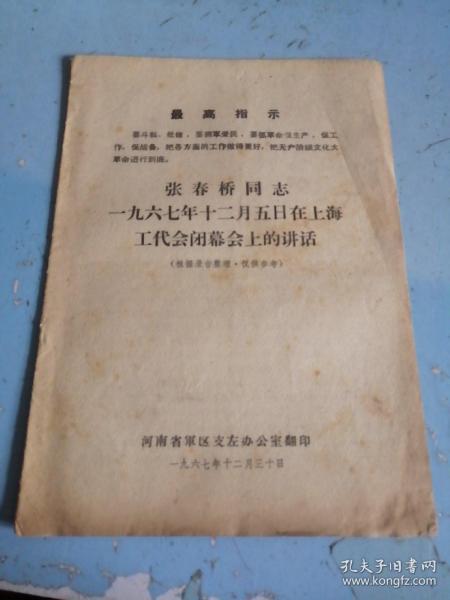 最高指示
要斗私，批修，要拥军爱民，要抓革命促生产，促工
作，促战备，把各方面的工作做得更好，把无产阶级文化大
革命进行到底。
张春桥同志
一九六七年十二月五日在上海
工代会闭幕会上的讲话
（根据录音整理·仅供参考）
河南省军区支左办公室翻印
一九六七年十二月三十日
孔夫子旧书网
www.kongfz.com